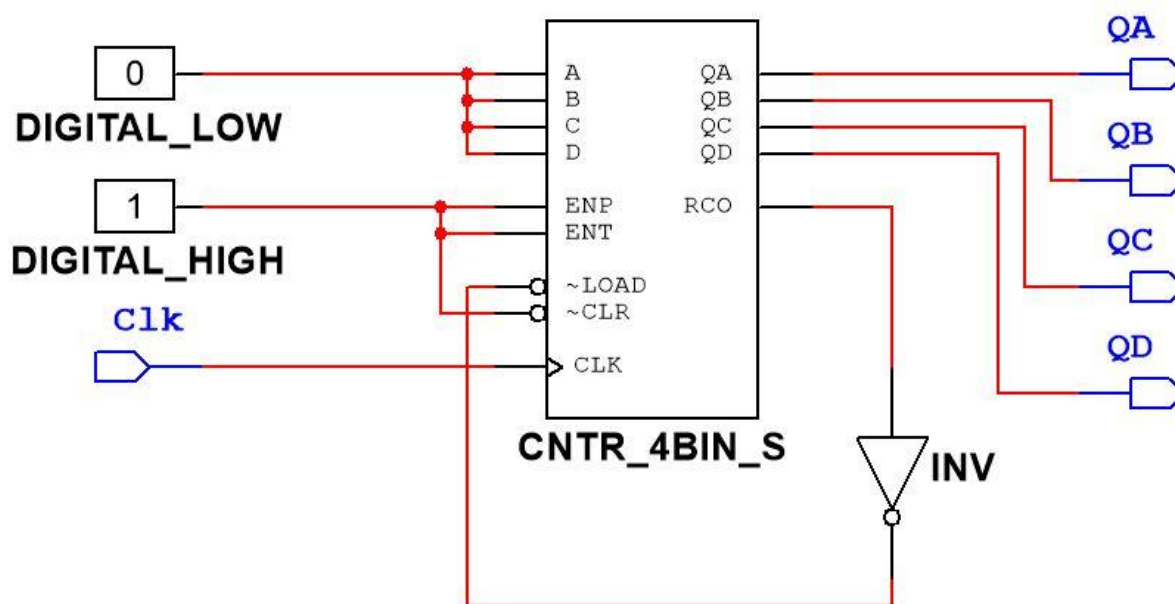 QA
0
A
QA
B
QB
DIGITAL_LOW
C
QC
QB
D
QD
1
ENP
RCO
ENT
DIGITAL_HIGH
QC
~LOAD
Clk
~CLR
CLK
QD
CNTR_4BIN_S
INV